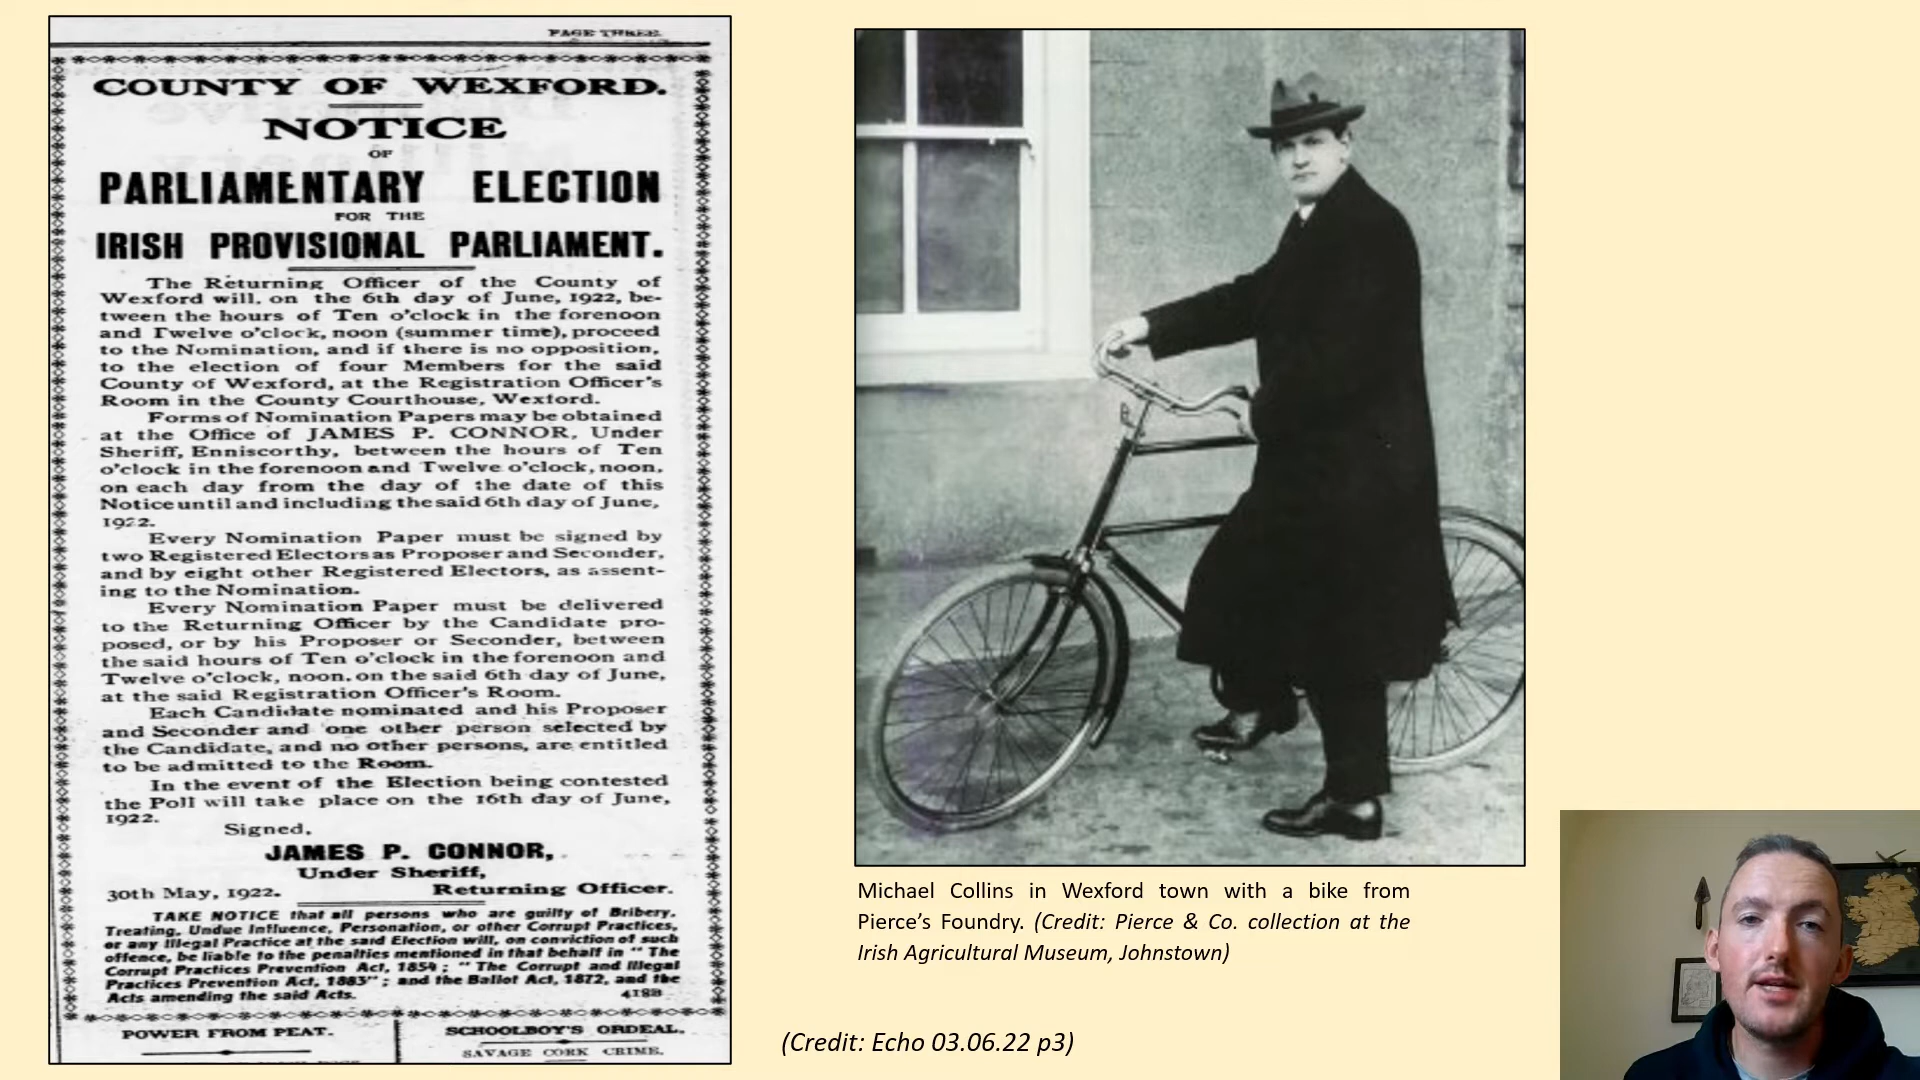 PAGE THREE.
COUNTY OF WEXFORD.
NOTICE
OF
PARLIAMENTARY ELECTION
FOR THE
IRISH PROVISIONAL PARLIAMENT.
The Returning Officer of the County of
Wexford will, on the 6th day of June, 1922, be-
tween the hours of Ten o'clock in the forenoon
and Twelve o'clock, noon (summer time), proceed
to the Nomination, and if there is no opposition,
to the election of four Members for the said
County of Wexford, at the Registration Officer's
Room in the County Courthouse, Wexford.
Forms of Nomination Papers may be obtained
at the Office of JAMES P. CONNOR, Under
Sheriff, Enniscorthy, between the hours of Ten
o'clock in the forenoon and Twelve o'clock, noon,
on each day from the day of the date of this
Notice until and including the said 6th day of June,
1922.
Every Nomination Paper must be signed by
two Registered Electors as Proposer and Seconder,
and by eight other Registered Electors, as assent-
ing to the Nomination.
Every Nomination Paper must be delivered
to the Returning Officer by the Candidate pro-
posed, or by his Proposer or Seconder, between
the said hours of Ten o'clock in the forenoon and
Twelve o'clock, noon, on the said 6th day of June,
at the said Registration Officer's Room.
Each Candidate nominated and his Proposer
and Seconder and one other person selected by
the Candidate, and no other persons, are entitled
to be admitted to the Room.
In the event of the Election being contested
the Poll will take place on the 16th day of June,
1922.
Signed,
JAMES P. CONNOR,
Under Sheriff,
30th May, 1922. Returning Officer.
TAKE NOTICE that all persons who are guilty of Bribery,
Treating, Undue Influence, Personation, or other Corrupt Practices,
or any Illegal Practice at the said Election will, on conviction of such
offence, be liable to the penalties mentioned in that behalf in "The
Corrupt Practices Prevention Act, 1854; "The Corrupt and Illegal
Practices Prevention Act, 1883"; and the Ballot Act, 1872, and the
Acts amending the said Acts. 418B
POWER FROM PEAT.
SCHOOLBOY'S ORDEAL.
SAVAGE CORK CRIME.
Michael Collins in Wexford town with a bike from
Pierce's Foundry. (Credit: Pierce & Co. collection at the
Irish Agricultural Museum, Johnstown)
(Credit: Echo 03.06.22 p3)